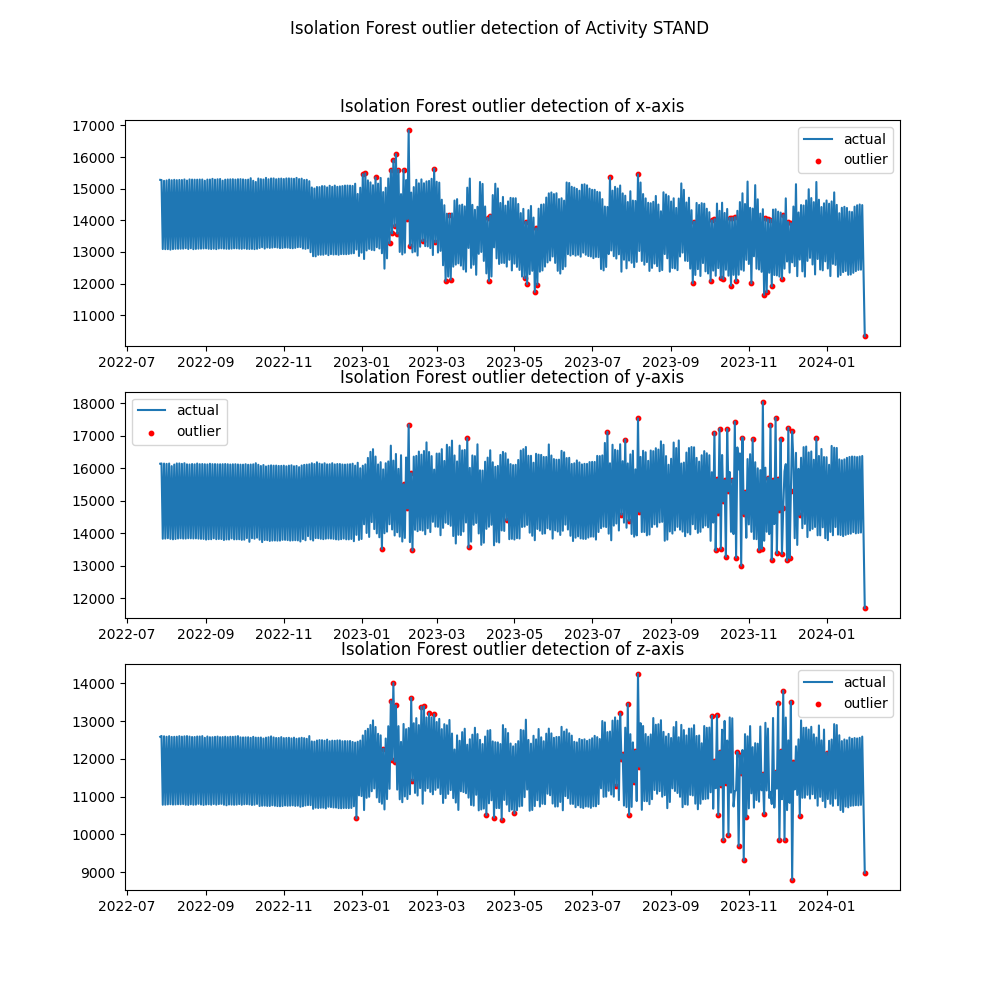 Isolation Forest outlier detection of Activity STAND
Isolation Forest outlier detection of x-axis
17000
16000
15000
14000
13000
12000
11000
actual
outlier
2022-07 2022-09 2022-11 2023-01 2023-03 2023-05 2023-07 2023-09 2023-11 2024-01
Isolation Forest outlier detection of y-axis
18000
17000
16000
15000
14000
13000
12000
actual
outlier
2022-07 2022-09 2022-11 2023-01 2023-03 2023-05 2023-07 2023-09 2023-11 2024-01
Isolation Forest outlier detection of z-axis
14000
13000
12000
11000
10000
9000
actual
outlier
2022-07 2022-09 2022-11 2023-01 2023-03 2023-05 2023-07 2023-09 2023-11 2024-01